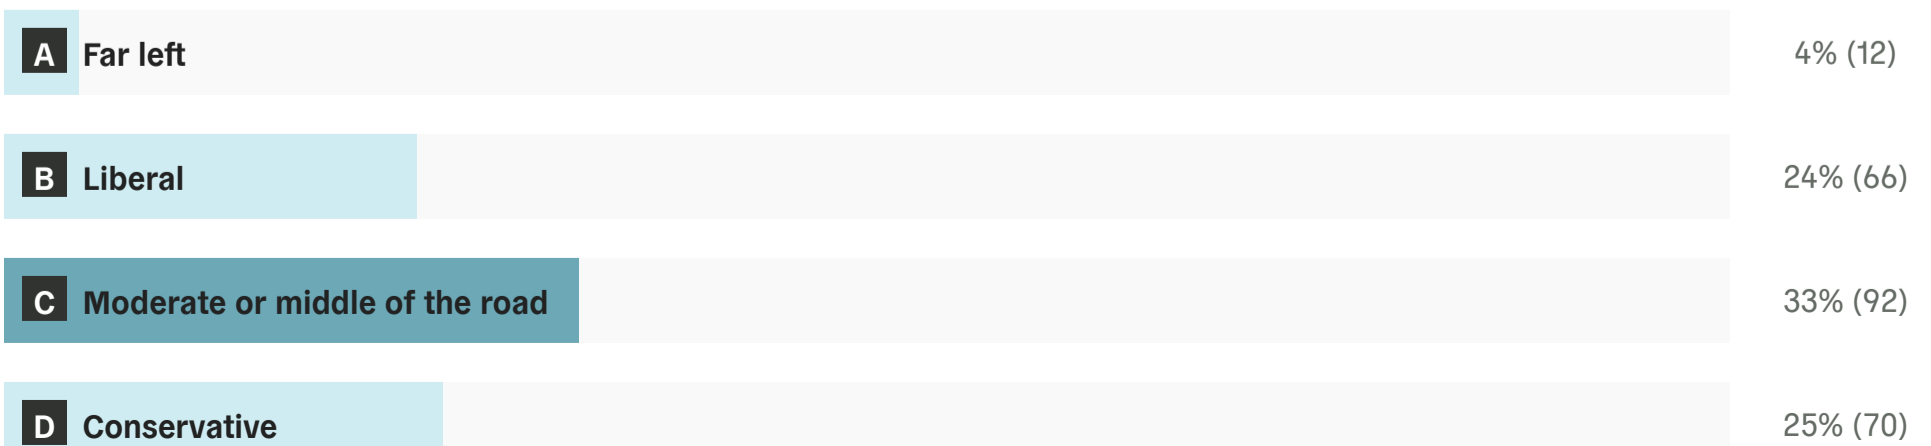 A Far left 4% (12)
B Liberal 24% (66)
C Moderate or middle of the road 33% (92)
D Conservative 25% (70)